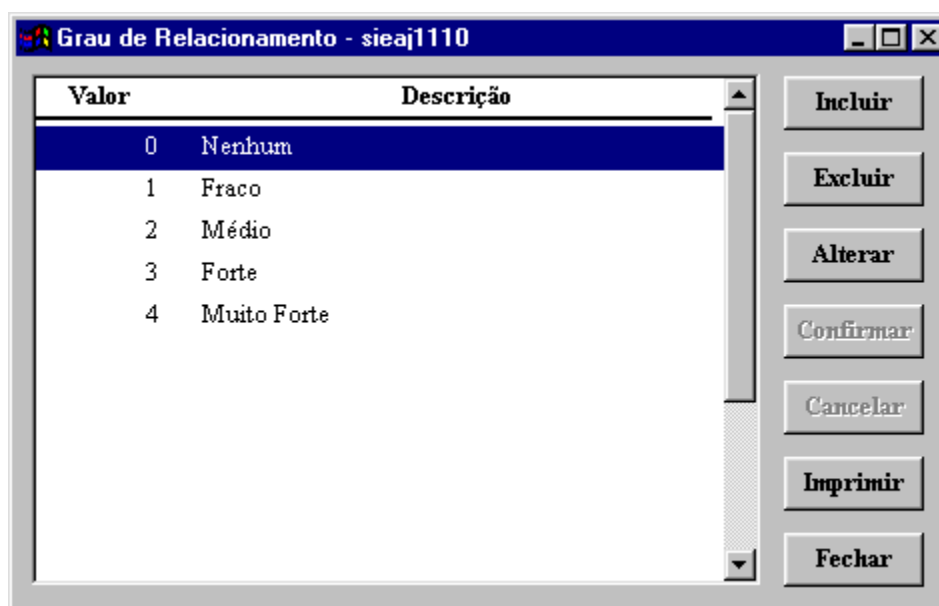 Grau de Relacionamento - sieaj1110
Valor Descrição
0 Nenhum
1 Fraco
2 Médio
3 Forte
4 Muito Forte
Incluir
Excluir
Alterar
Confirmar
Cancelar
Imprimir
Fechar